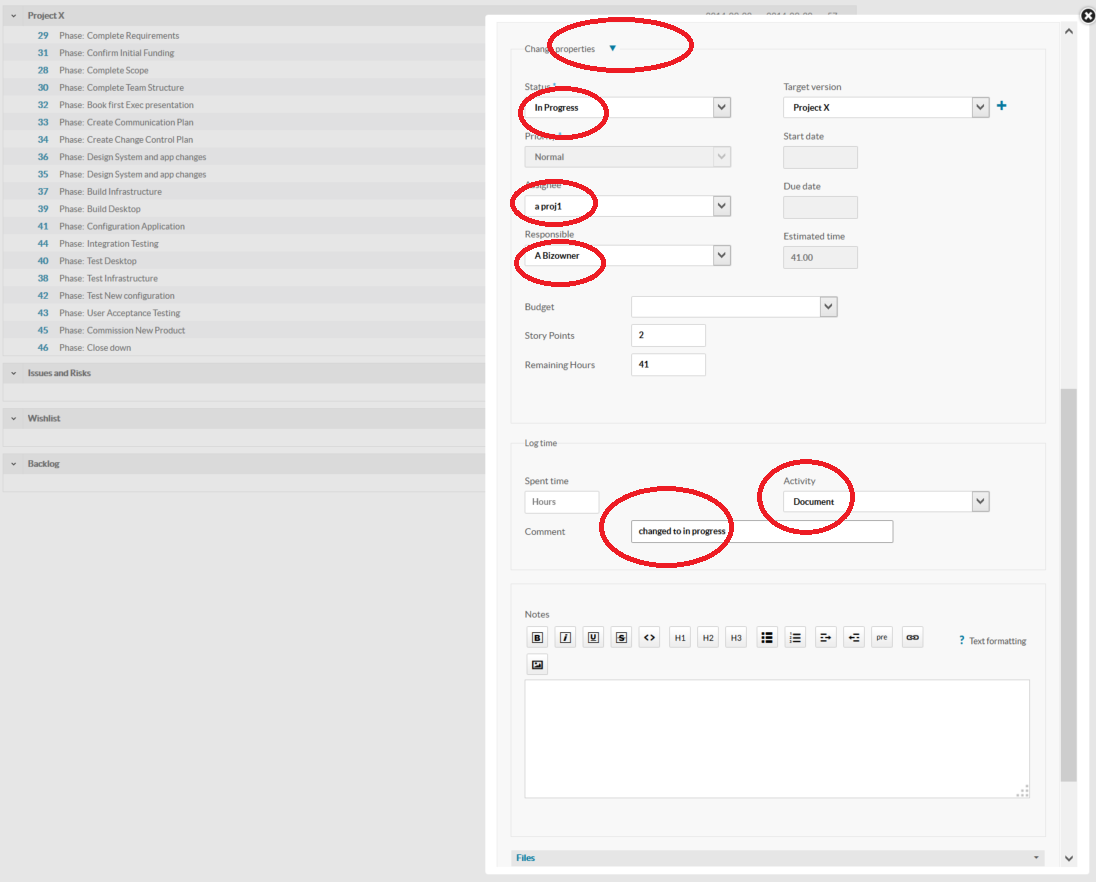 Project X
29 Phase: Complete Requirements
31 Phase: Confirm Initial Funding
28 Phase: Complete Scope
30 Phase: Complete Team Structure
32 Phase: Book first Exec presentation
33 Phase: Create Communication Plan
34 Phase: Create Change Control Plan
36 Phase: Design System and app changes
35 Phase: Design System and app changes
37 Phase: Build Infrastructure
39 Phase: Build Desktop
41 Phase: Configuration Application
44 Phase: Integration Testing
40 Phase: Test Desktop
38 Phase: Test Infrastructure
42 Phase: Test New configuration
43 Phase: User Acceptance Testing
45 Phase: Commission New Product
46 Phase: Close down
Issues and Risks
Wishlist
Backlog
Change properties
Status *
In Progress
Target version
Project X
Priority *
Normal
Start date
Assignee
a proj1
Due date
Responsible
A Bizowner
Estimated time
41.00
Budget
Story Points 2
Remaining Hours 41
Log time
Spent time
Hours
Activity
Document
Comment changed to in progress
Notes
B i U S <> H1 H2 H3 pre
? Text formatting
Files